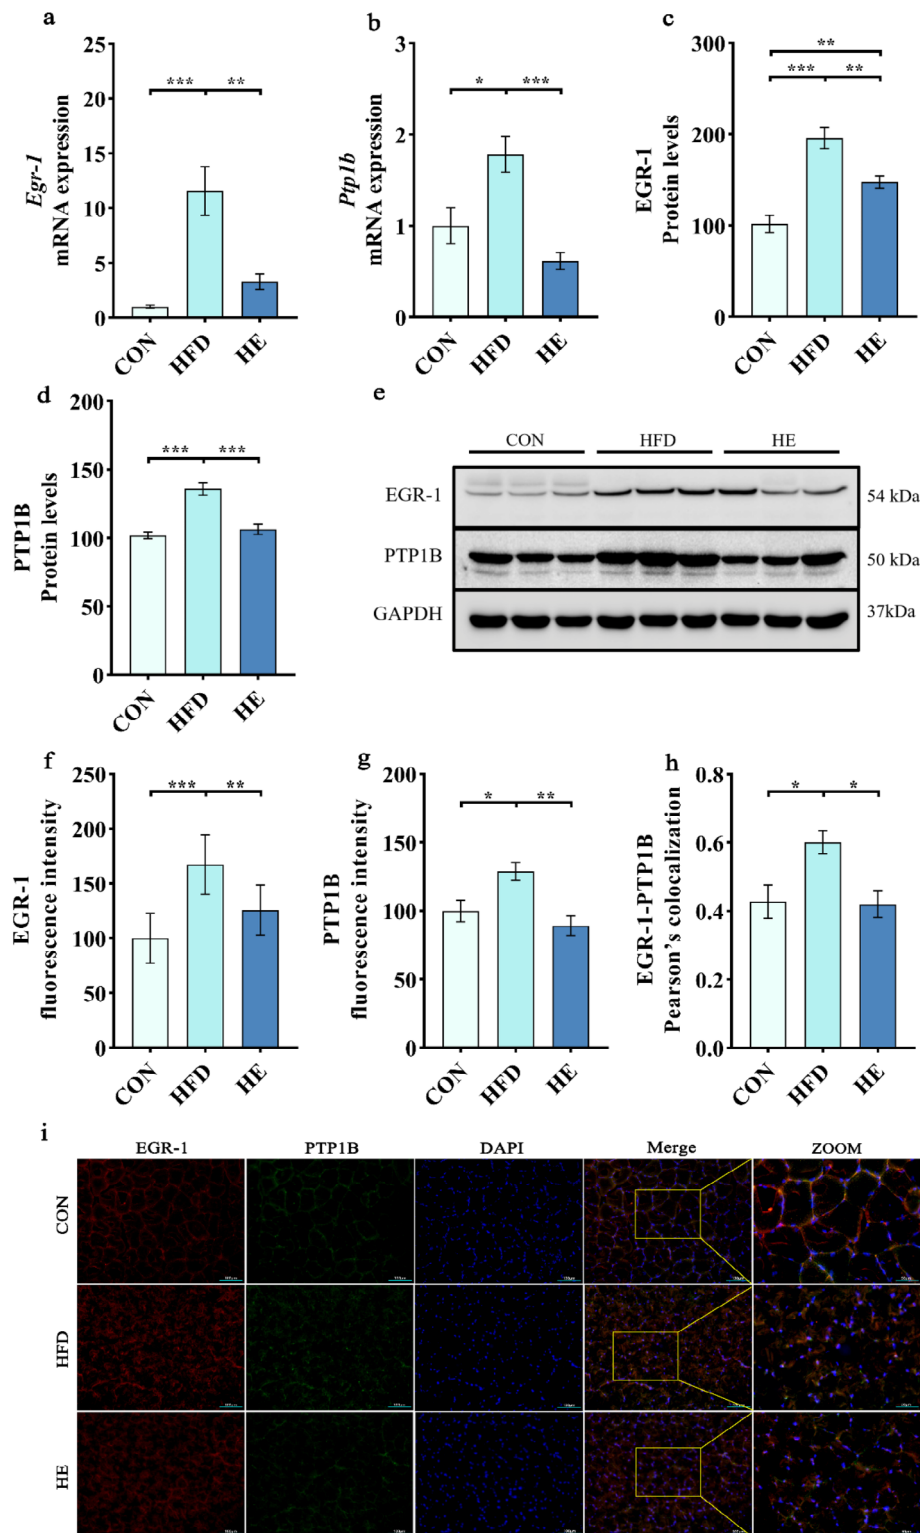 a
Egr-1
mRNA expression
25
20
15
10
5
0
*** **
CON HFD HE
b
Ptp1b
mRNA expression
3
2
1
0
* ***
CON HFD HE
c
EGR-1
Protein levels
300
200
100
0
**
*** **
CON HFD HE
d
PTP1B
Protein levels
200
150
100
50
0
*** ***
CON HFD HE
e
CON HFD HE
EGR-1 54 kDa
PTP1B 50 kDa
GAPDH 37kDa
f
EGR-1
fluorescence intensity
250
200
150
100
50
0
*** **
CON HFD HE
g
PTP1B
fluorescence intensity
200
150
100
50
0
* **
CON HFD HE
h
EGR-1-PTP1B
Pearson's colocalization
0.8
0.6
0.4
0.2
0.0
* *
CON HFD HE
i
EGR-1 PTP1B DAPI Merge ZOOM
CON
HFD
HE